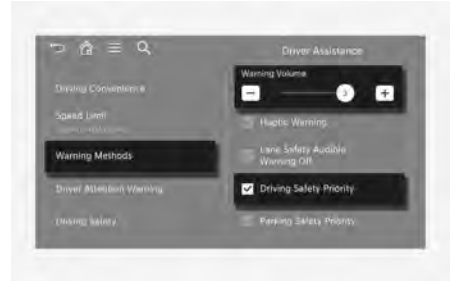 Driver Assistance
Driving Convenience
Speed Limit
Warning Methods
Driver Attention Warning
Driving Safety
Warning Volume
3
Haptic Warning
Lane Safety Audible
Warning Off
Driving Safety Priority
Parking Safety Priority